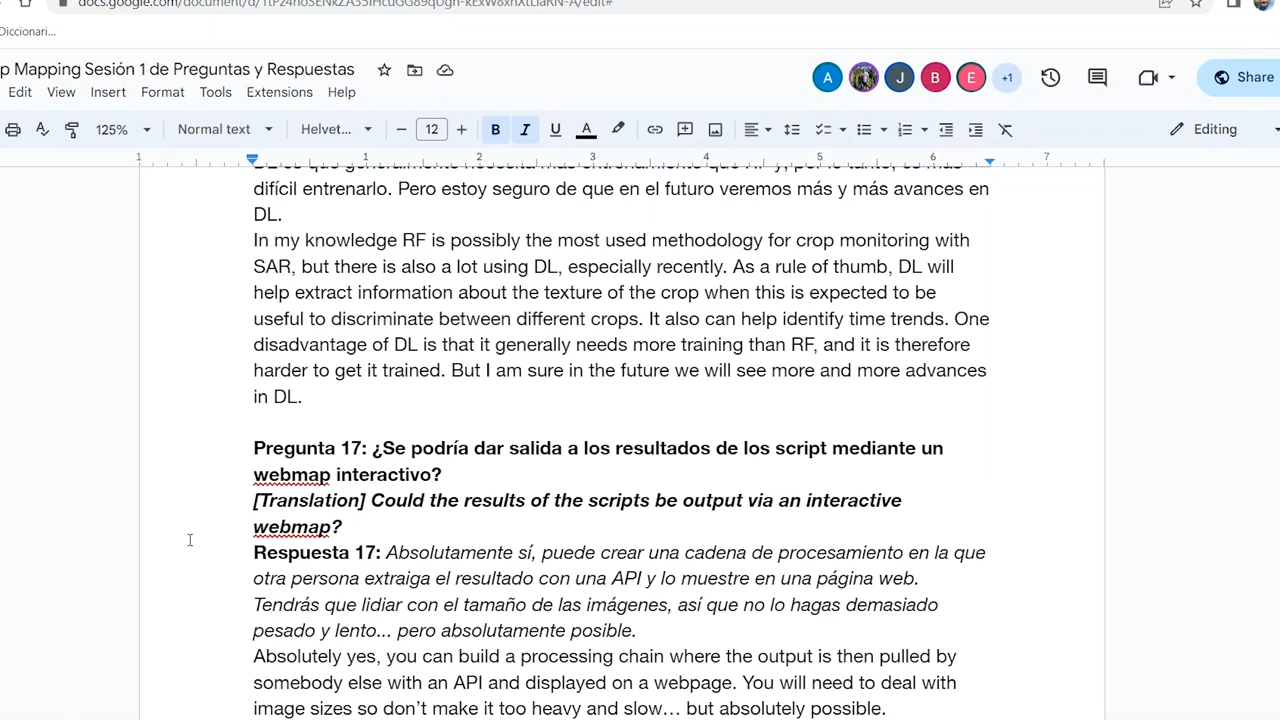 Diccionari...
p Mapping Sesión 1 de Preguntas y Respuestas
A J B E +1 Share
Edit View Insert Format Tools Extensions Help
125% Normal text Helvet... 12 B I U A Editing
1 1 2 3 4 5 6 7
difícil entrenarlo. Pero estoy seguro de que en el futuro veremos más y más avances en
DL.
In my knowledge RF is possibly the most used methodology for crop monitoring with
SAR, but there is also a lot using DL, especially recently. As a rule of thumb, DL will
help extract information about the texture of the crop when this is expected to be
useful to discriminate between different crops. It also can help identify time trends. One
disadvantage of DL is that it generally needs more training than RF, and it is therefore
harder to get it trained. But I am sure in the future we will see more and more advances
in DL.
Pregunta 17: ¿Se podría dar salida a los resultados de los script mediante un
webmap interactivo?
[Translation] Could the results of the scripts be output via an interactive
webmap?
Respuesta 17: Absolutamente sí, puede crear una cadena de procesamiento en la que
otra persona extraiga el resultado con una API y lo muestre en una página web.
Tendrás que lidiar con el tamaño de las imágenes, así que no lo hagas demasiado
pesado y lento... pero absolutamente posible.
Absolutely yes, you can build a processing chain where the output is then pulled by
somebody else with an API and displayed on a webpage. You will need to deal with
image sizes so don't make it too heavy and slow… but absolutely possible.